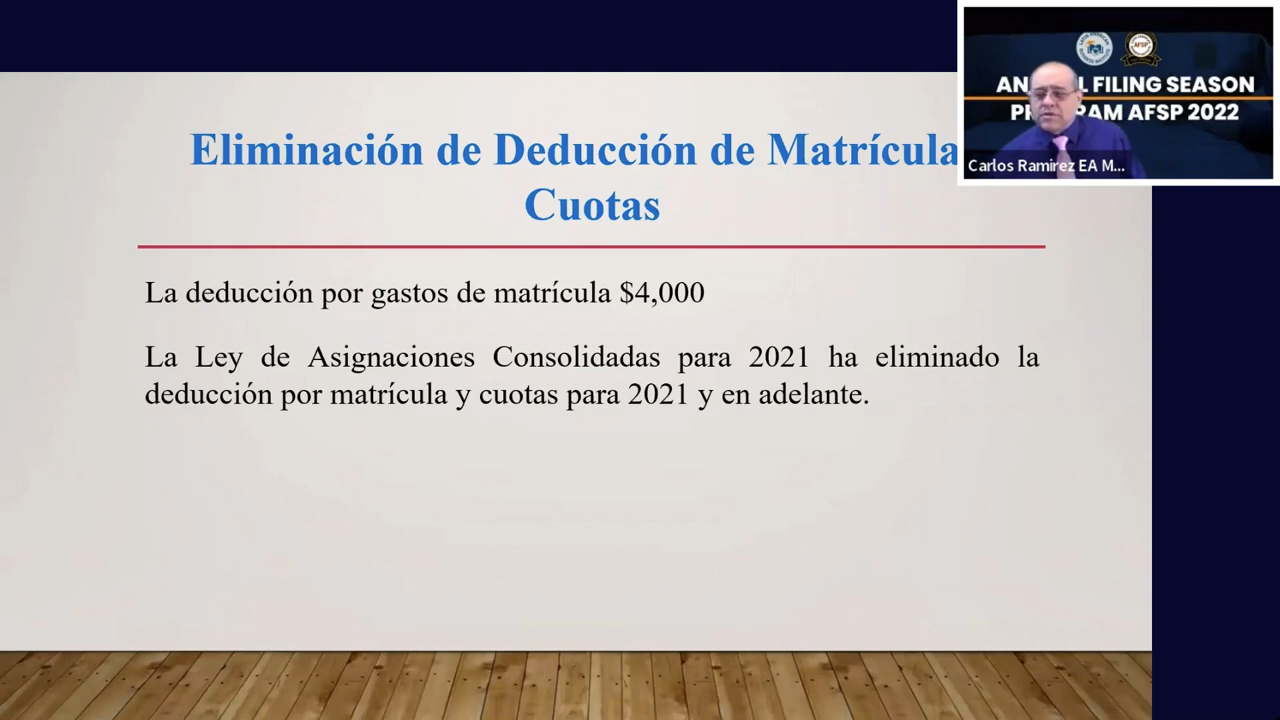 Eliminación de Deducción de Matrícula
Cuotas
La deducción por gastos de matrícula $4,000
La Ley de Asignaciones Consolidadas para 2021 ha eliminado la
deducción por matrícula y cuotas para 2021 y en adelante.
AFSP
FILING SEASON
AFSP 2022
Carlos Ramirez EA M...